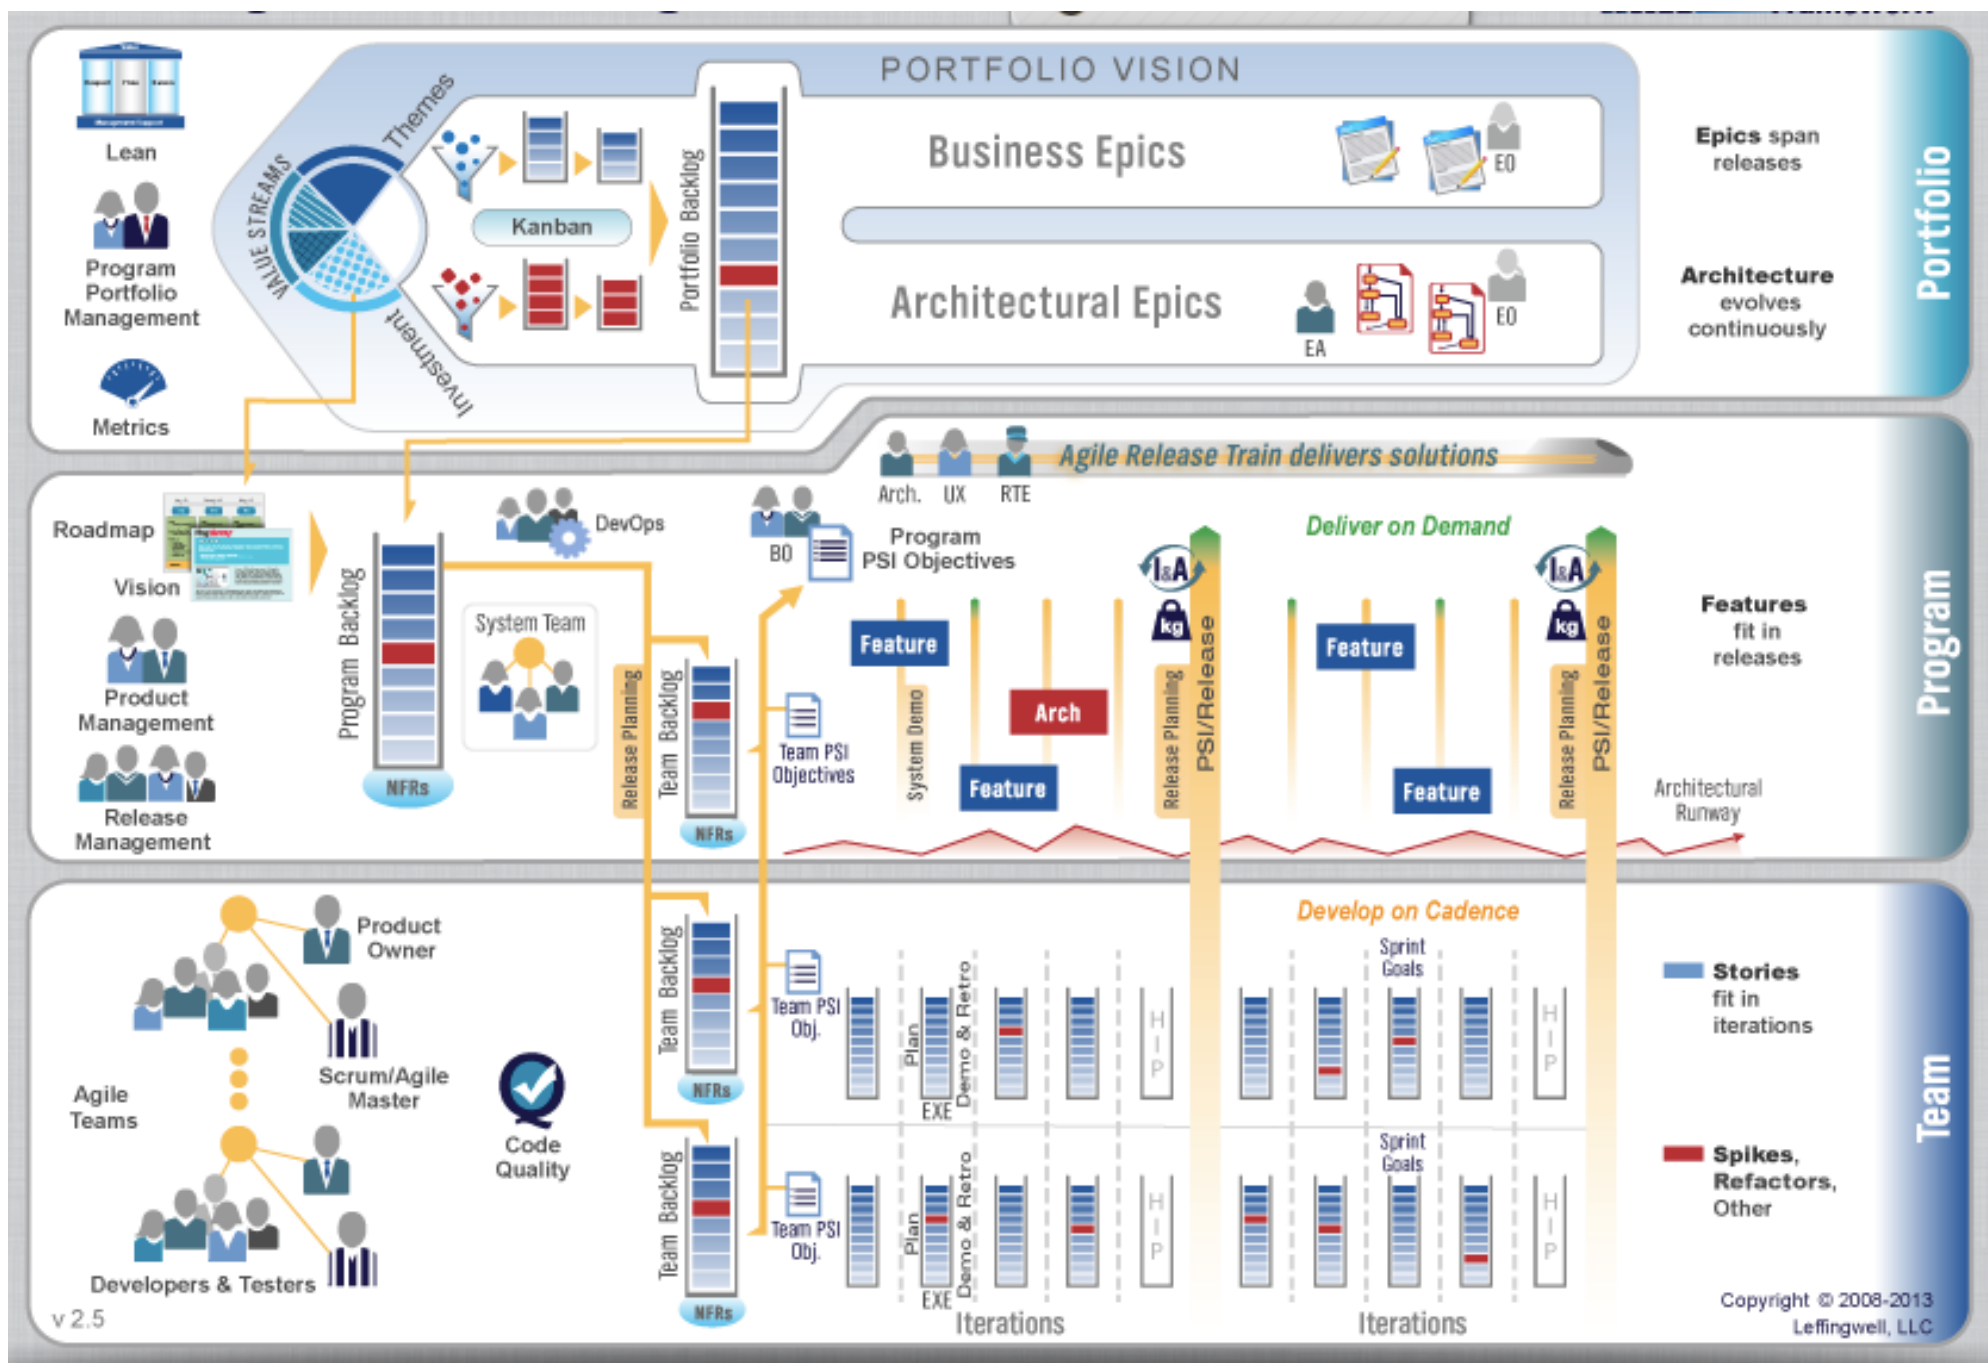 PORTFOLIO VISION
Themes
VALUE STREAMS
Investment
Lean
Program
Portfolio
Management
Metrics
Kanban
Portfolio Backlog
Business Epics
EO
Architectural Epics
EA
EO
Epics span
releases
Architecture
evolves
continuously
Portfolio
Agile Release Train delivers solutions
Arch.
UX
RTE
Roadmap
Vision
Product
Management
Release
Management
Program Backlog
NFRs
DevOps
System Team
Release Planning
Team Backlog
NFRs
BO
Program
PSI Objectives
Team PSI
Objectives
Feature
System Demo
Feature
Arch
I&A
kg
Release Planning
PSI/Release
Deliver on Demand
Feature
Feature
I&A
kg
Release Planning
PSI/Release
Architectural
Runway
Features
fit in
releases
Program
Product
Owner
Scrum/Agile
Master
Agile
Teams
Developers & Testers
v 2.5
Code
Quality
Team Backlog
NFRs
Team PSI
Obj.
Plan
EXE
Demo & Retro
HIP
Develop on Cadence
Sprint
Goals
HIP
Team Backlog
NFRs
Team PSI
Obj.
Plan
EXE
Demo & Retro
HIP
Sprint
Goals
HIP
Iterations
Iterations
Stories
fit in
iterations
Spikes,
Refactors,
Other
Team
Copyright © 2008-2013
Leffingwell, LLC